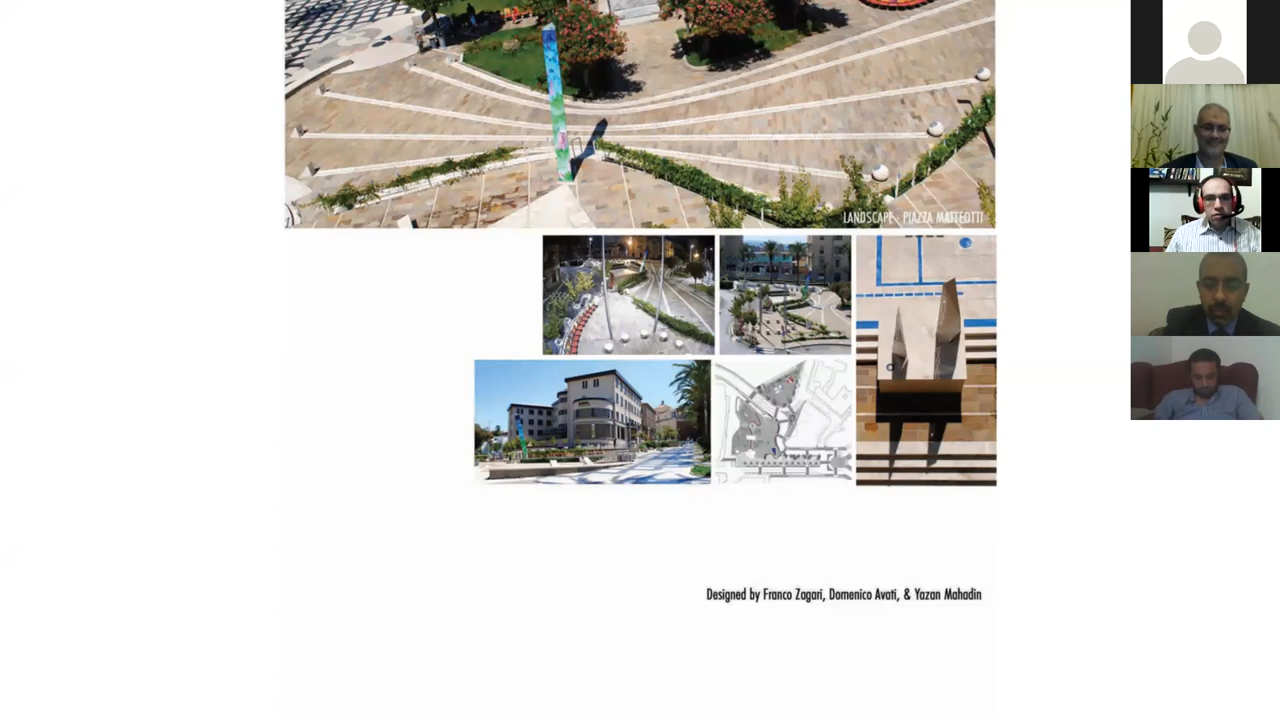 LANDSCAPE - PIAZZA MATTEOTTI
Designed by Franco Zagari, Domenico Avati, & Yazan Mahadin